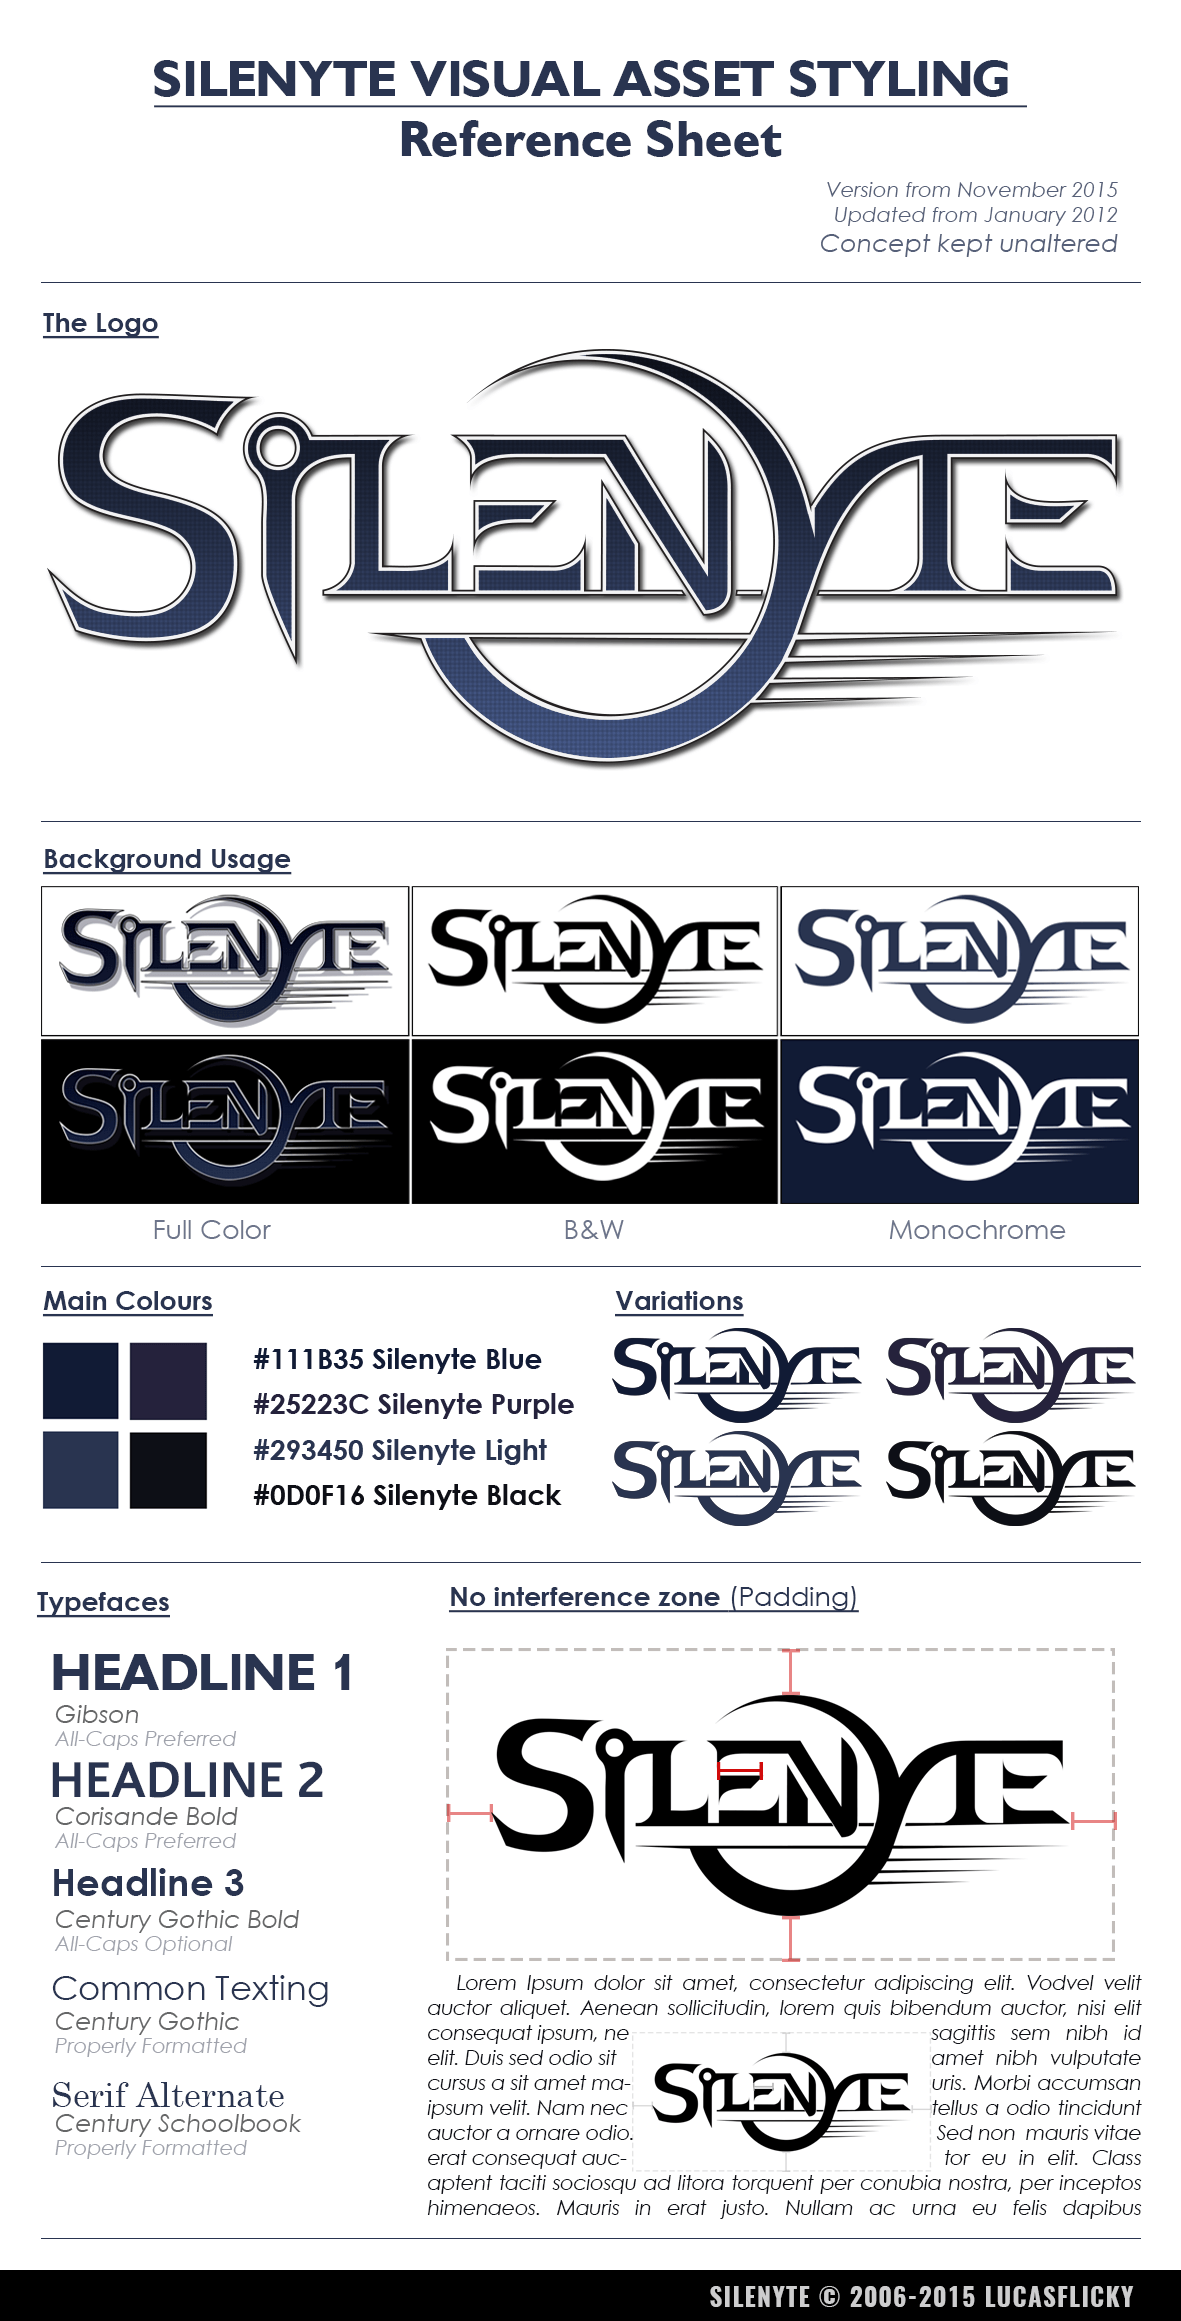 SILENYTE VISUAL ASSET STYLING
Reference Sheet
Version from November 2015
Updated from January 2012
Concept kept unaltered
The Logo
SiLENYTE
Background Usage
SiLENYTE SiLENYTE SiLENYTE
SiLENYTE SiLENYTE SiLENYTE
Full Color B&W Monochrome
Main Colours
#111B35 Silenyte Blue
#25223C Silenyte Purple
#293450 Silenyte Light
#0D0F16 Silenyte Black
Variations
SiLENYTE SiLENYTE
SiLENYTE SiLENYTE
Typefaces
HEADLINE 1
Gibson
All-Caps Preferred
HEADLINE 2
Corisande Bold
All-Caps Preferred
Headline 3
Century Gothic Bold
All-Caps Optional
Common Texting
Century Gothic
Properly Formatted
Serif Alternate
Century Schoolbook
Properly Formatted
No interference zone (Padding)
SiLENYTE
Lorem Ipsum dolor sit amet, consectetur adipiscing elit. Vodvel velit
auctor aliquet. Aenean sollicitudin, lorem quis bibendum auctor, nisi elit
consequat ipsum, ne sagittis sem nibh id
elit. Duis sed odio sit amet nibh vulputate
cursus a sit amet ma- uris. Morbi accumsan
ipsum velit. Nam nec tellus a odio tincidunt
auctor a ornare odio. Sed non mauris vitae
erat consequat auc- tor eu in elit. Class
SiLENYTE
aptent taciti sociosqu ad litora torquent per conubia nostra, per inceptos
himenaeos. Mauris in erat justo. Nullam ac urna eu felis dapibus
SILENYTE © 2006-2015 LUCASFLICKY